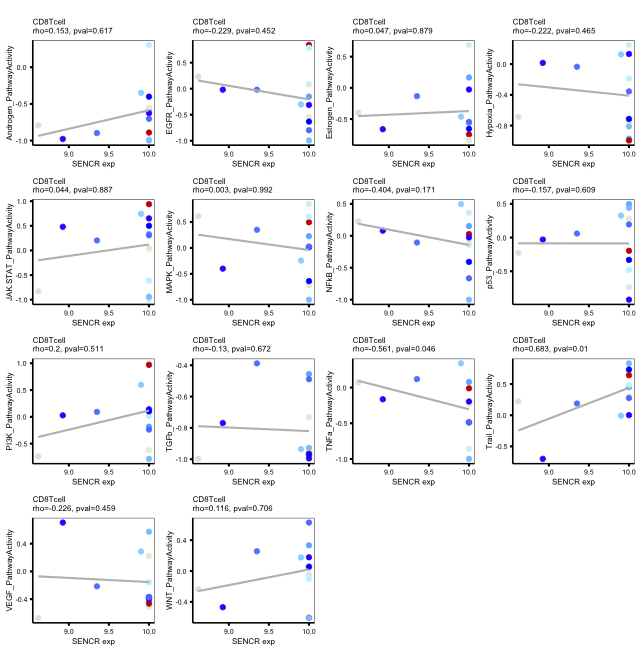 CD8Tcell
rho=0.153, pval=0.617
Androgen_PathwayActivity
0.0
-0.5
-1.0
9.0 9.5 10.0
SENCR exp
CD8Tcell
rho=-0.229, pval=0.452
EGFR_PathwayActivity
0.5
0.0
-0.5
-1.0
9.0 9.5 10.0
SENCR exp
CD8Tcell
rho=0.047, pval=0.879
Estrogen_PathwayActivity
0.5
0.0
-0.5
9.0 9.5 10.0
SENCR exp
CD8Tcell
rho=-0.222, pval=0.465
Hypoxia_PathwayActivity
0.0
-0.4
-0.8
9.0 9.5 10.0
SENCR exp
CD8Tcell
rho=0.044, pval=0.887
JAK-STAT_PathwayActivity
1.0
0.5
0.0
-0.5
-1.0
9.0 9.5 10.0
SENCR exp
CD8Tcell
rho=0.003, pval=0.992
MAPK_PathwayActivity
0.5
0.0
-0.5
-1.0
9.0 9.5 10.0
SENCR exp
CD8Tcell
rho=-0.404, pval=0.171
NFkB_PathwayActivity
0.5
0.0
-0.5
-1.0
9.0 9.5 10.0
SENCR exp
CD8Tcell
rho=-0.157, pval=0.609
p53_PathwayActivity
0.5
0.0
-0.5
9.0 9.5 10.0
SENCR exp
CD8Tcell
rho=0.2, pval=0.511
PI3K_PathwayActivity
1.0
0.5
0.0
-0.5
9.0 9.5 10.0
SENCR exp
CD8Tcell
rho=-0.13, pval=0.672
TGFb_PathwayActivity
-0.4
-0.6
-0.8
-1.0
9.0 9.5 10.0
SENCR exp
CD8Tcell
rho=-0.561, pval=0.046
TNFa_PathwayActivity
0.0
-0.5
-1.0
9.0 9.5 10.0
SENCR exp
CD8Tcell
rho=0.683, pval=0.01
Trail_PathwayActivity
0.5
0.0
-0.5
9.0 9.5 10.0
SENCR exp
CD8Tcell
rho=-0.226, pval=0.459
VEGF_PathwayActivity
0.4
0.0
-0.4
9.0 9.5 10.0
SENCR exp
CD8Tcell
rho=0.116, pval=0.706
WNT_PathwayActivity
0.4
0.0
-0.4
9.0 9.5 10.0
SENCR exp